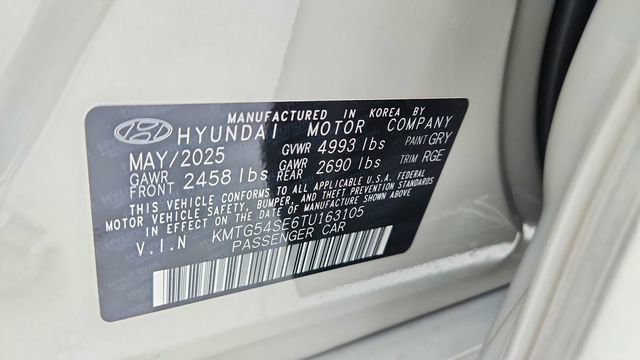 MANUFACTURED IN KOREA BY
HYUNDAI MOTOR COMPANY
MAY/2025 GVWR 4993 lbs PAINT GRY
GAWR FRONT 2458 lbs GAWR REAR 2690 lbs TRIM RGE
THIS VEHICLE CONFORMS TO ALL APPLICABLE U.S.A. FEDERAL
MOTOR VEHICLE SAFETY, BUMPER, AND THEFT PREVENTION STANDARDS
IN EFFECT ON THE DATE OF MANUFACTURE SHOWN ABOVE
V.I.N KMTG54SE6TU163105
PASSENGER CAR